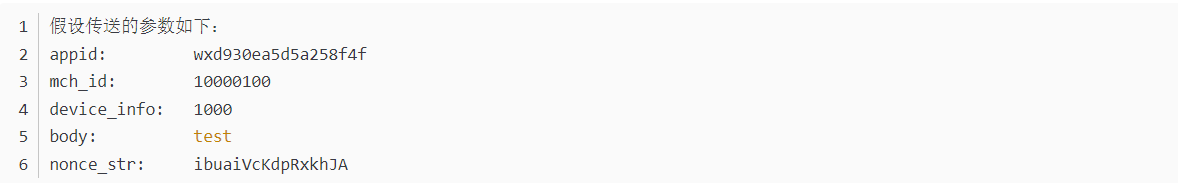 1 假设传送的参数如下：
2 appid: wxd930ea5d5a258f4f
3 mch_id: 10000100
4 device_info: 1000
5 body: test
6 nonce_str: ibuaiVcKdpRxkhJA